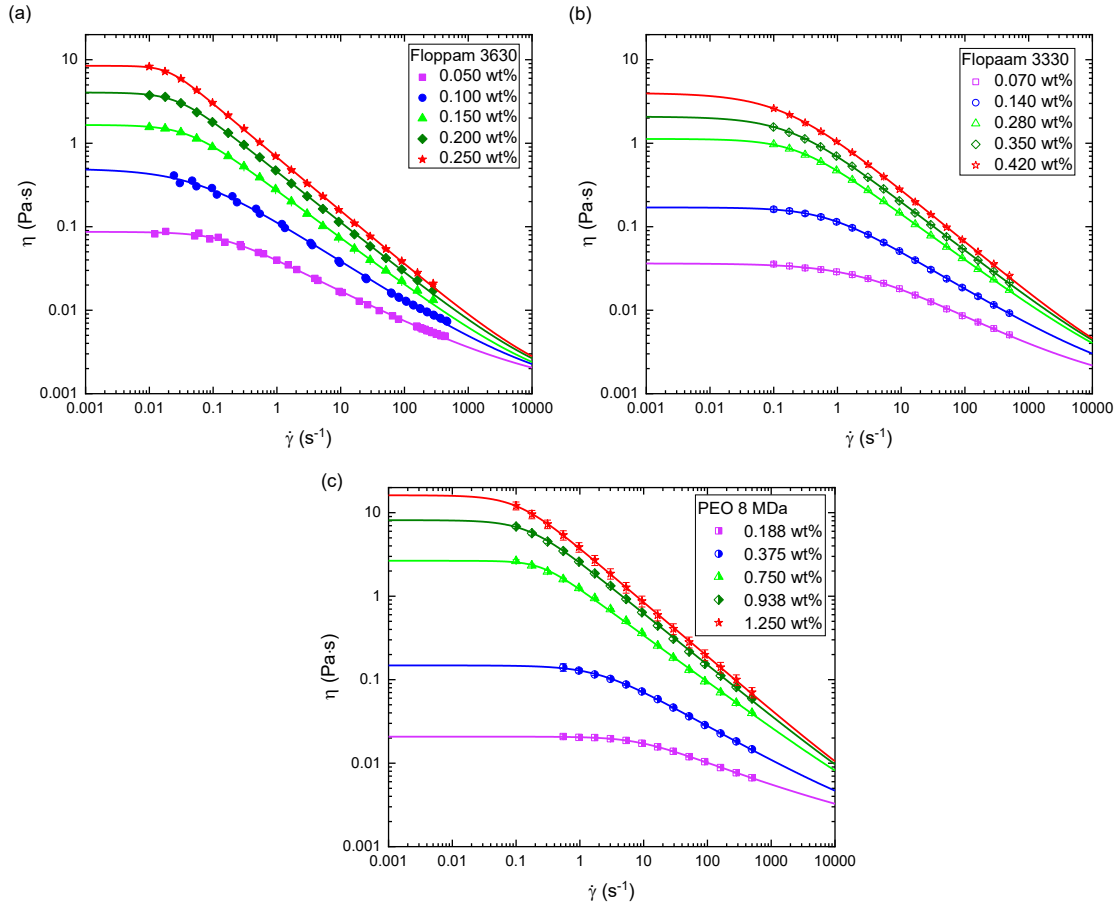 (a)
Floppam 3630
0.050 wt%
0.100 wt%
0.150 wt%
0.200 wt%
0.250 wt%
10
1
0.1
0.01
0.001
η (Pa·s)
0.001 0.01 0.1 1 10 100 1000 10000
γ̇ (s⁻¹)
(b)
Flopaam 3330
0.070 wt%
0.140 wt%
0.280 wt%
0.350 wt%
0.420 wt%
10
1
0.1
0.01
0.001
η (Pa·s)
0.001 0.01 0.1 1 10 100 1000 10000
γ̇ (s⁻¹)
(c)
PEO 8 MDa
0.188 wt%
0.375 wt%
0.750 wt%
0.938 wt%
1.250 wt%
10
1
0.1
0.01
0.001
η (Pa·s)
0.001 0.01 0.1 1 10 100 1000 10000
γ̇ (s⁻¹)